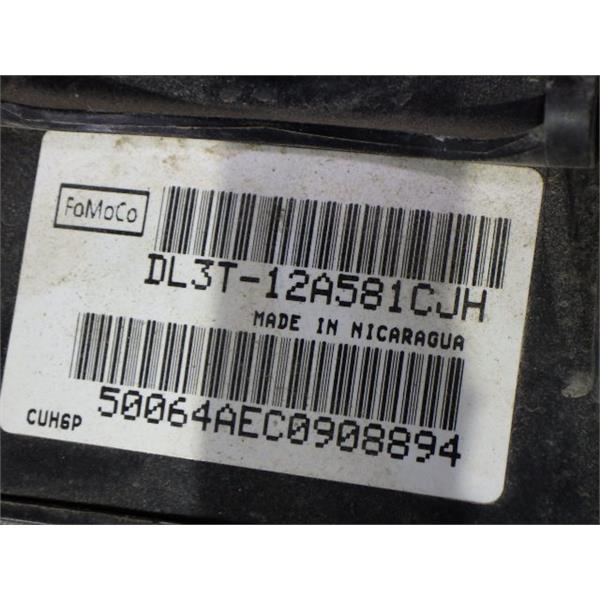 FoMoCo
DL3T-12A581CJH
MADE IN NICARAGUA
50064AEC0908894
CUH6P